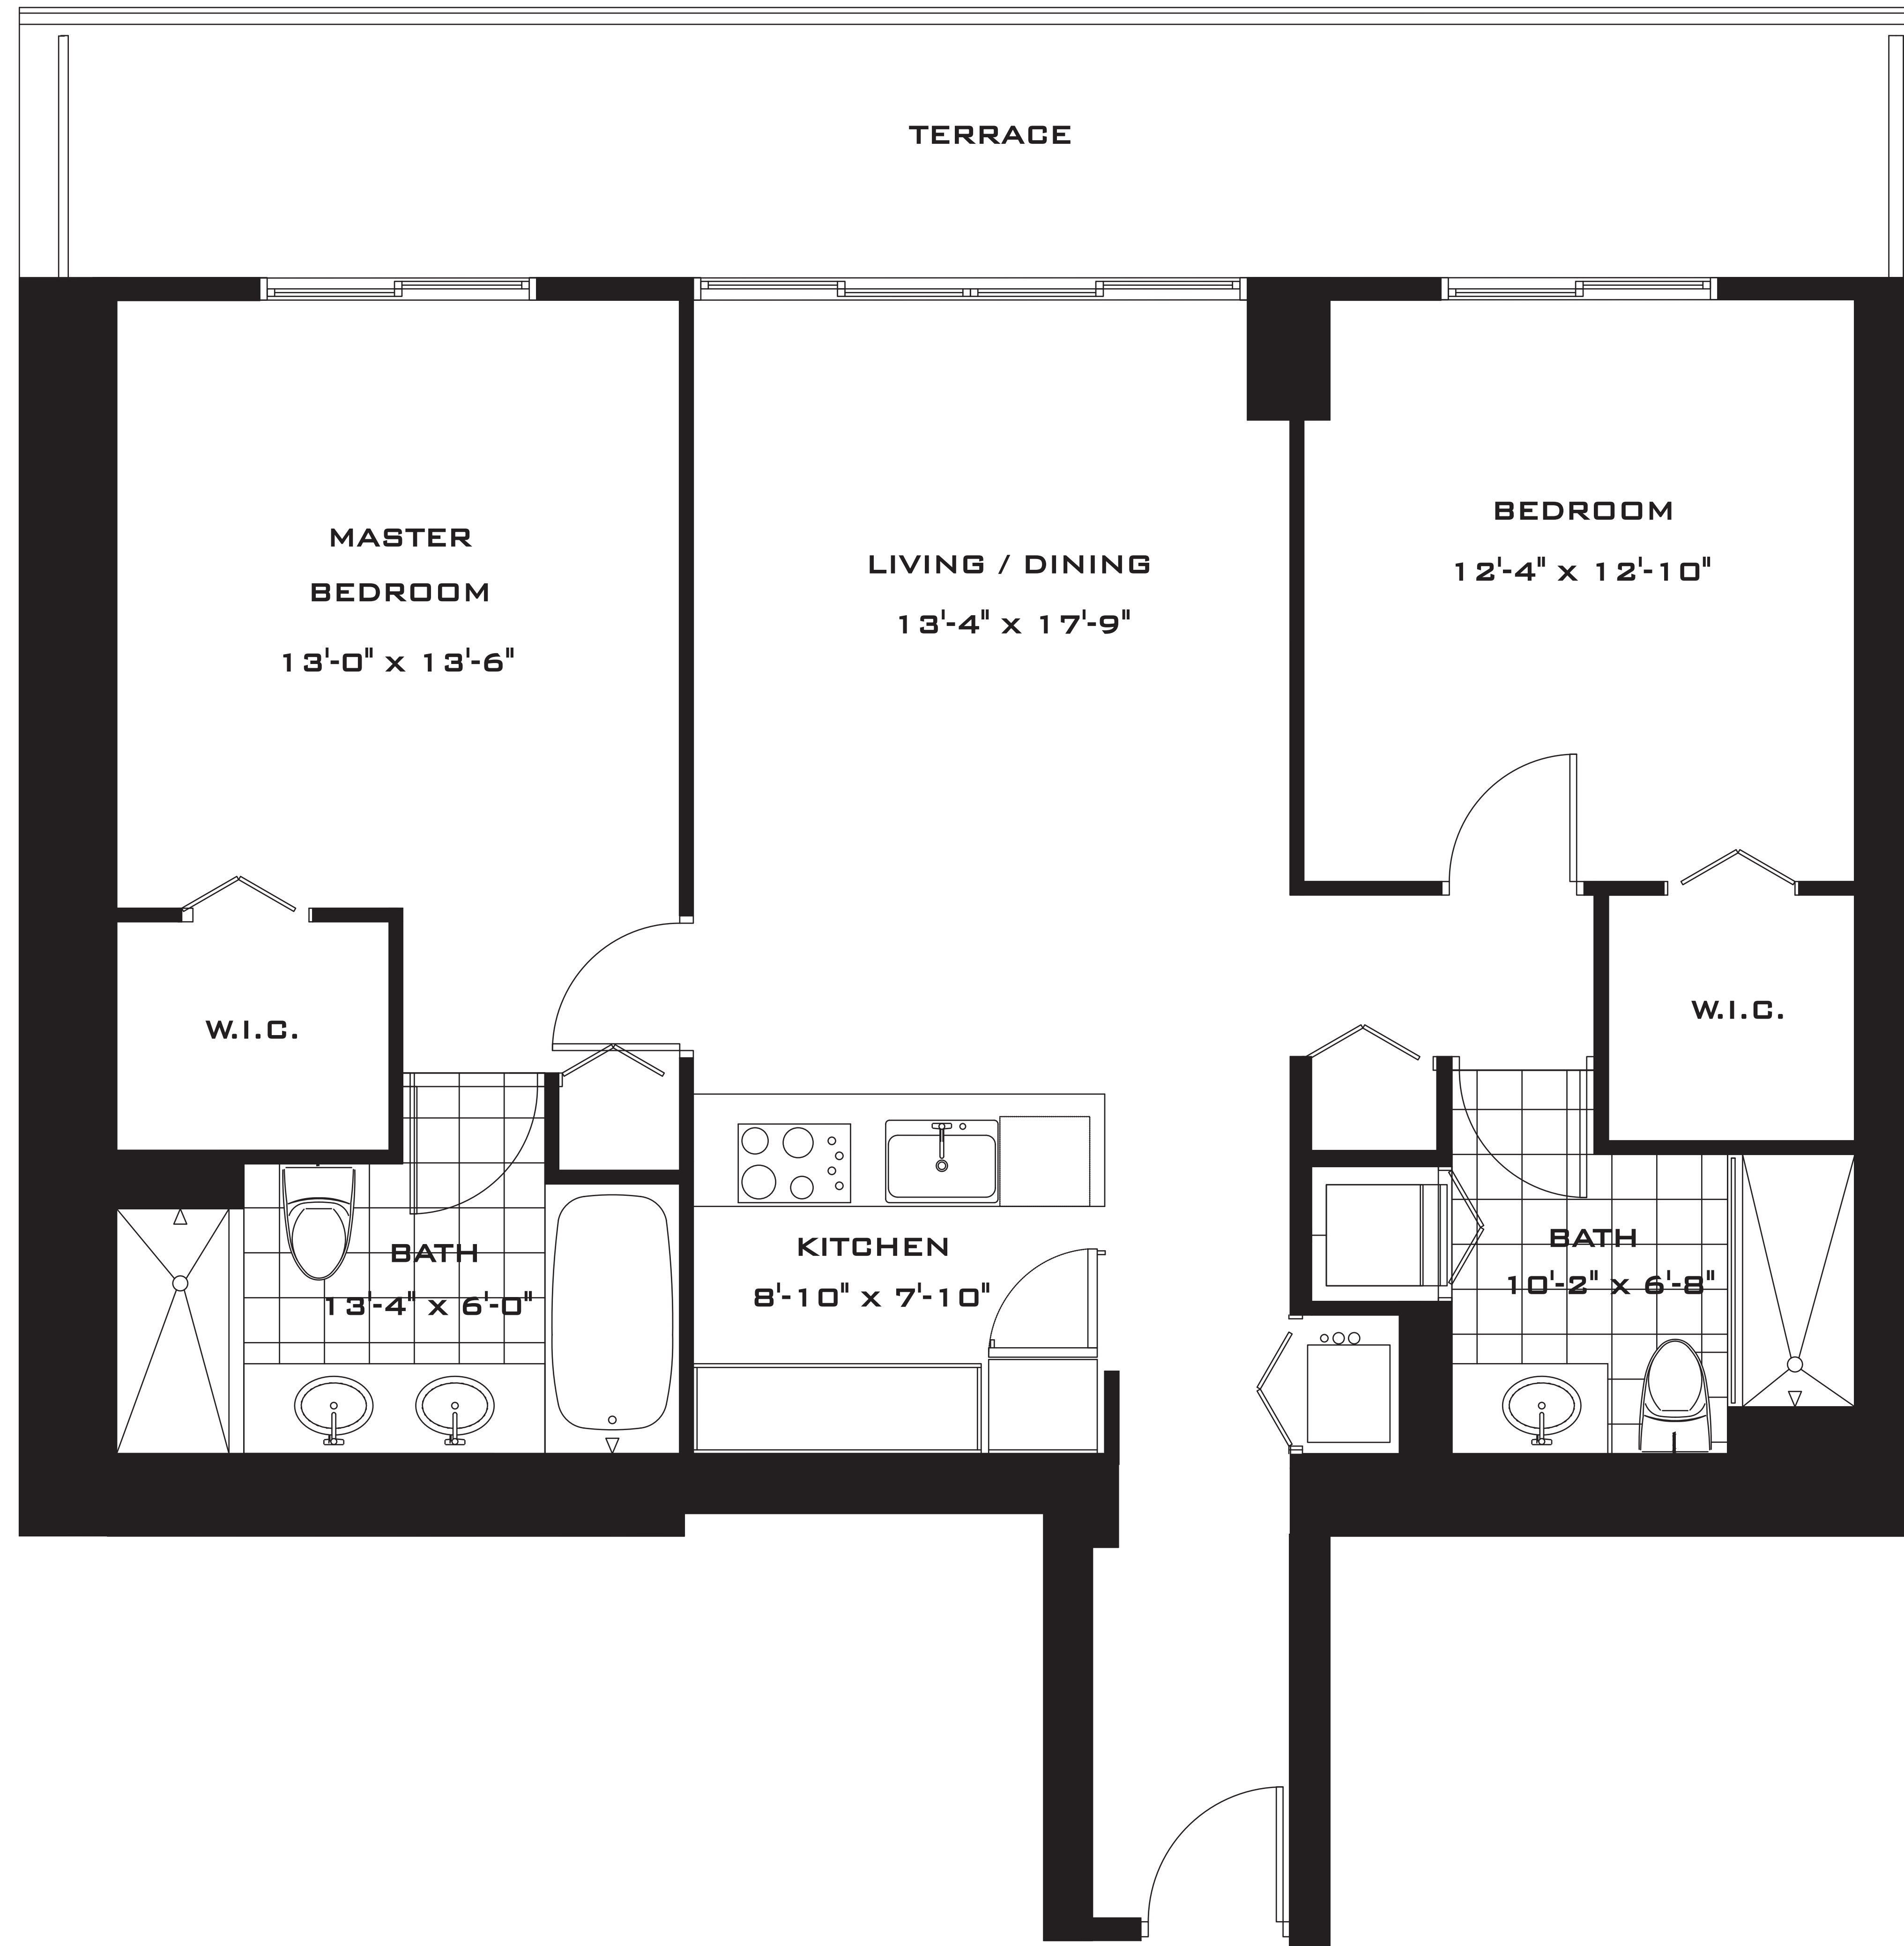 TERRACE
MASTER
BEDROOM
13'-0" x 13'-6"
LIVING / DINING
13'-4" x 17'-9"
BEDROOM
12'-4" x 12'-10"
W.I.C.
W.I.C.
BATH
13'-4" x 6'-0"
KITCHEN
8'-10" x 7'-10"
BATH
10'-2" x 6'-8"